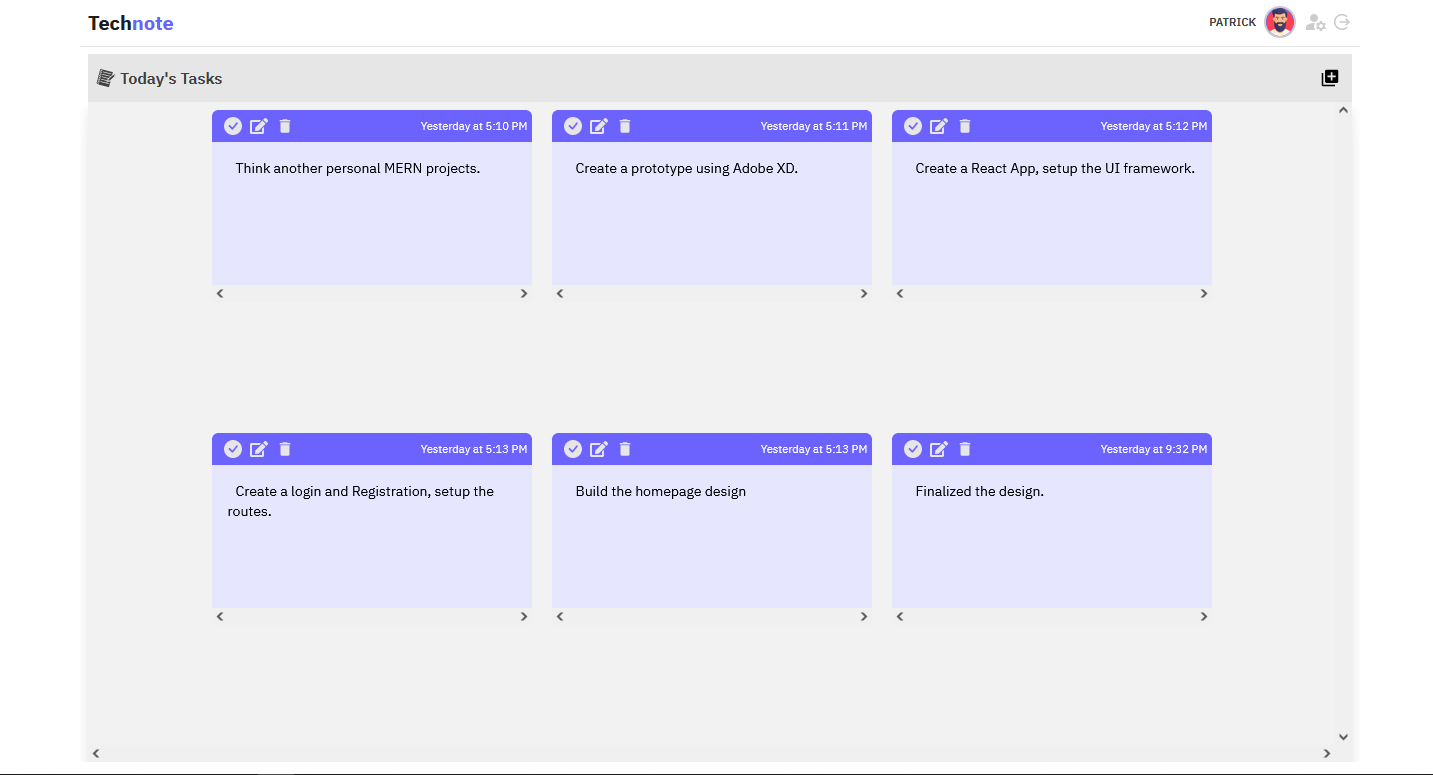 Technote
PATRICK
Today's Tasks
Yesterday at 5:10 PM
Think another personal MERN projects.
Yesterday at 5:11 PM
Create a prototype using Adobe XD.
Yesterday at 5:12 PM
Create a React App, setup the UI framework.
Yesterday at 5:13 PM
Create a login and Registration, setup the
routes.
Yesterday at 5:13 PM
Build the homepage design
Yesterday at 9:32 PM
Finalized the design.